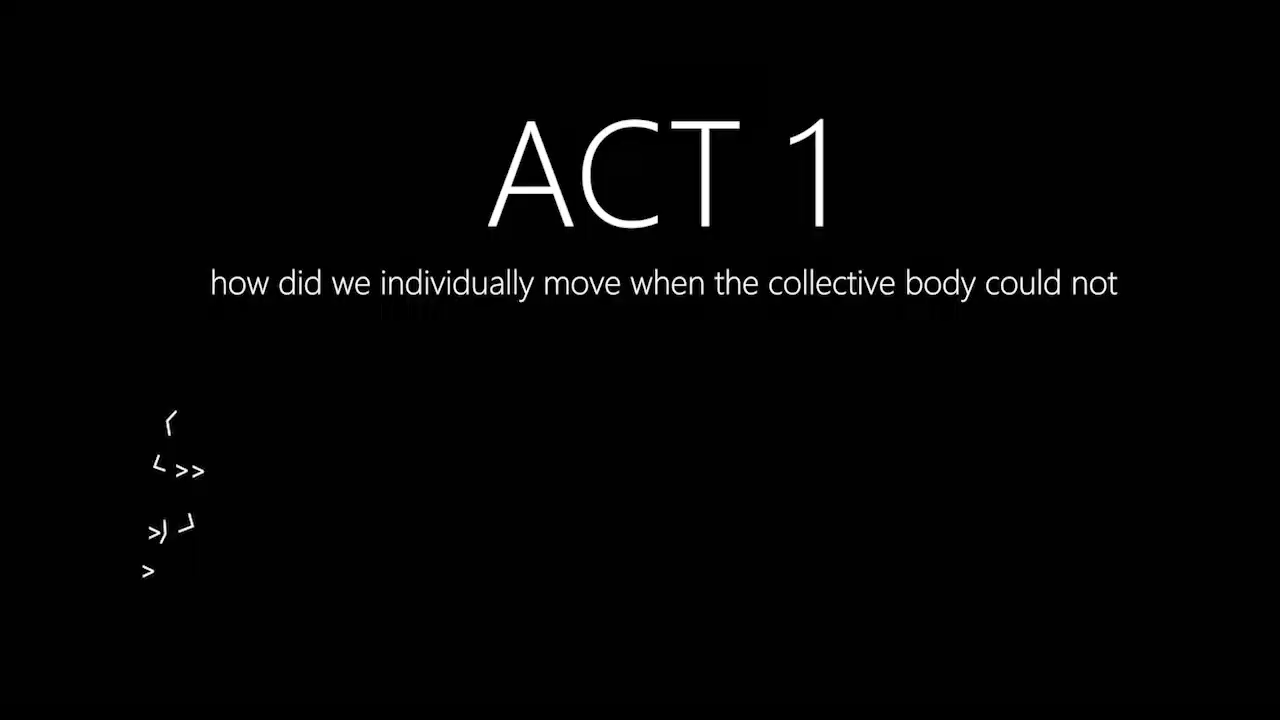 ACT 1
how did we individually move when the collective body could not
>>
>)
>